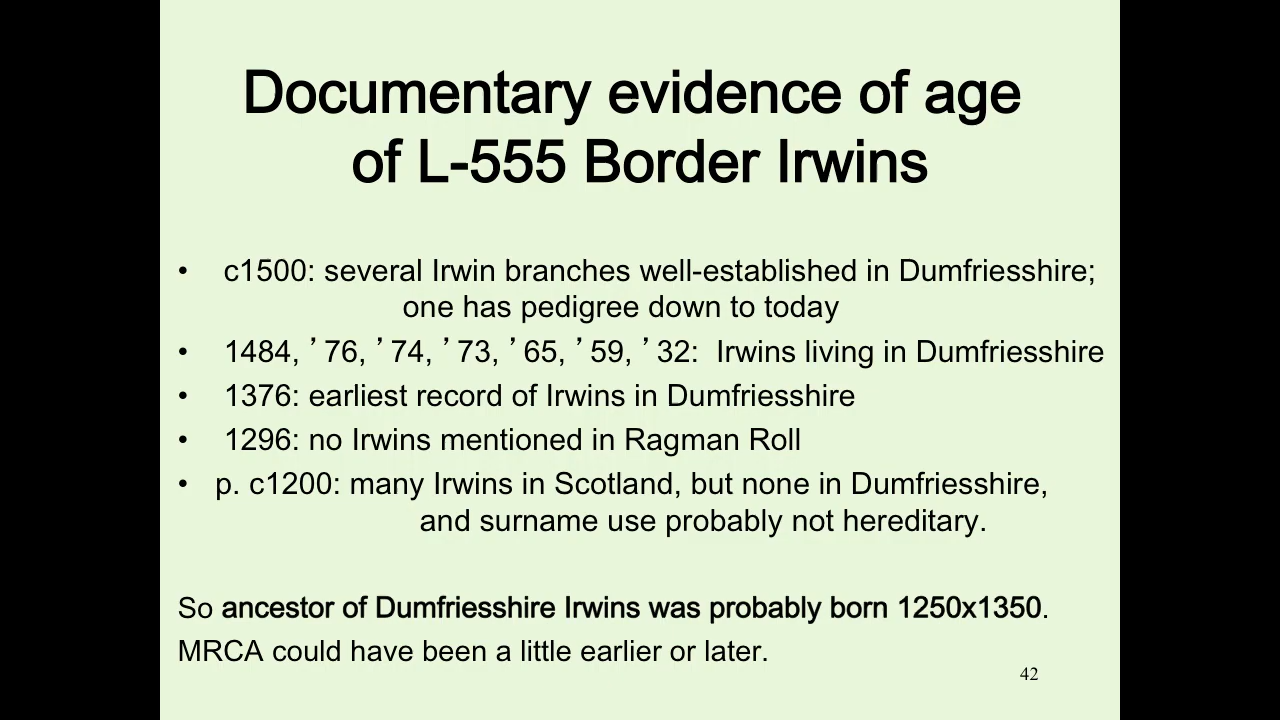 Documentary evidence of age
of L-555 Border Irwins
• c1500: several Irwin branches well-established in Dumfriesshire;
one has pedigree down to today
• 1484, ’76, ’74, ’73, ’65, ’59, ’32: Irwins living in Dumfriesshire
• 1376: earliest record of Irwins in Dumfriesshire
• 1296: no Irwins mentioned in Ragman Roll
• p. c1200: many Irwins in Scotland, but none in Dumfriesshire,
and surname use probably not hereditary.
So ancestor of Dumfriesshire Irwins was probably born 1250x1350.
MRCA could have been a little earlier or later.
42